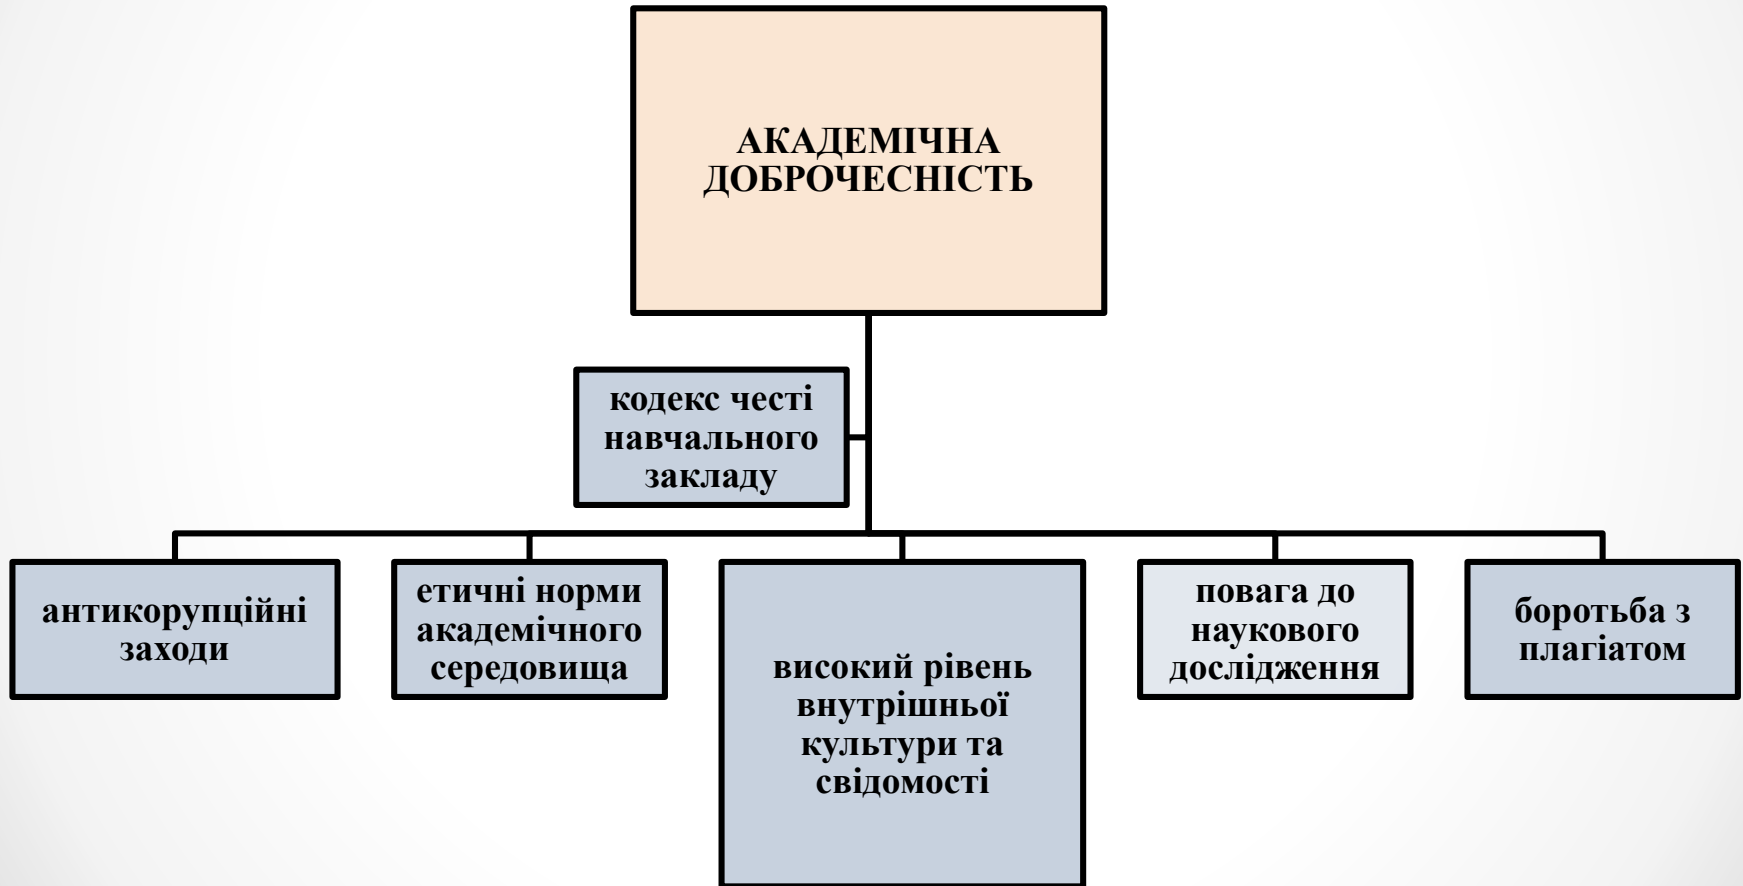 АКАДЕМІЧНА
ДОБРОЧЕСНІСТЬ
кодекс честі
навчального
закладу
антикорупційні
заходи
етичні норми
академічного
середовища
високий рівень
внутрішньої
культури та
свідомості
повага до
наукового
дослідження
боротьба з
плагіатом